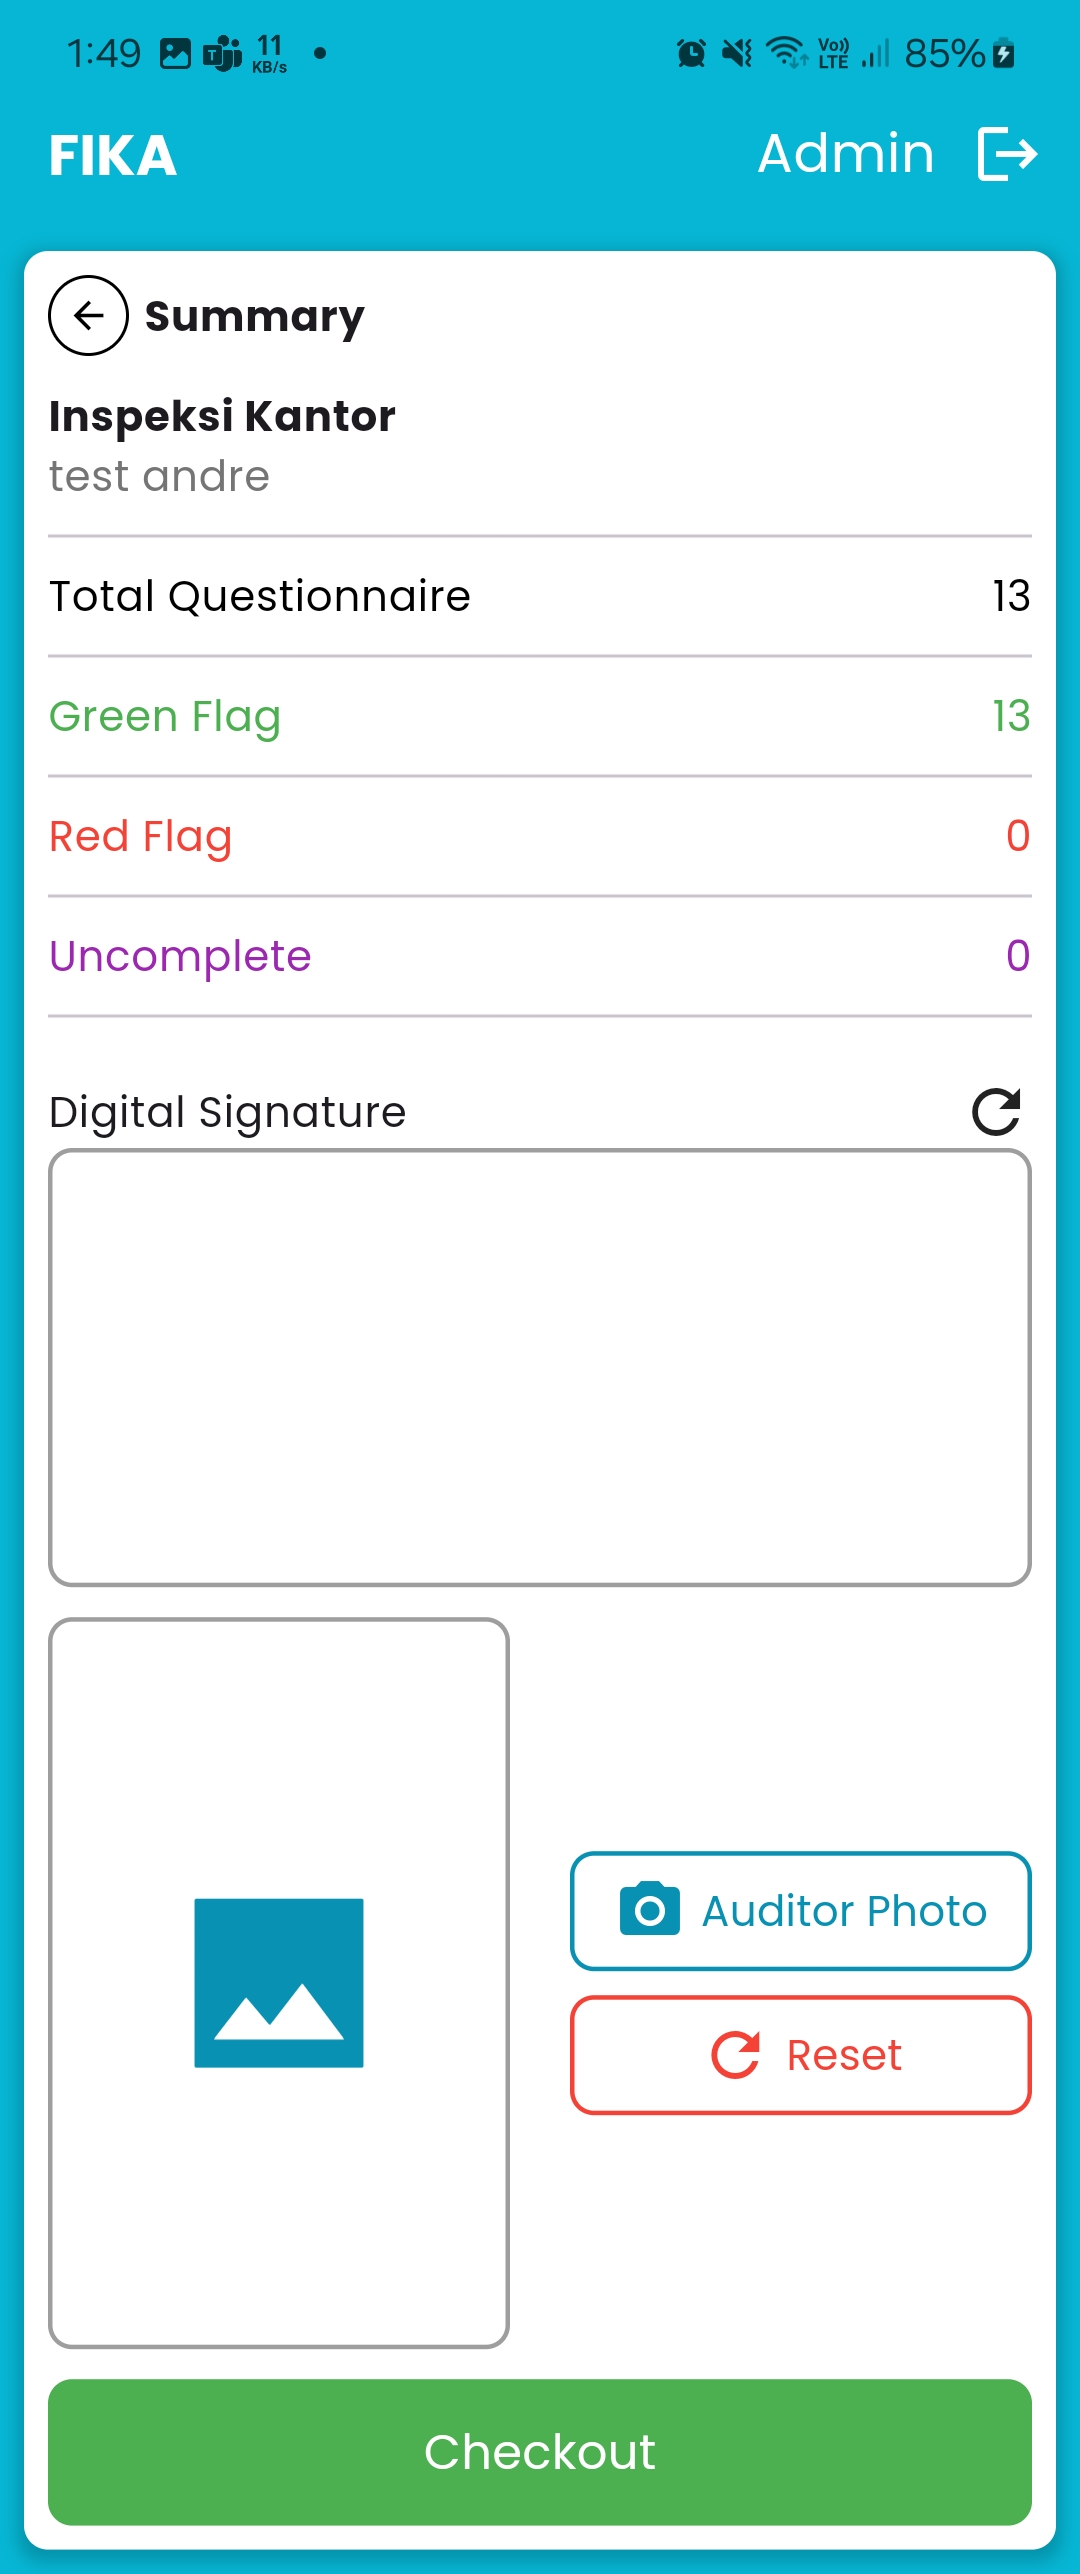 1:49 11 KB/s Vo)) LTE 85%
FIKA Admin
Summary
Inspeksi Kantor
test andre
Total Questionnaire 13
Green Flag 13
Red Flag 0
Uncomplete 0
Digital Signature
Auditor Photo
Reset
Checkout